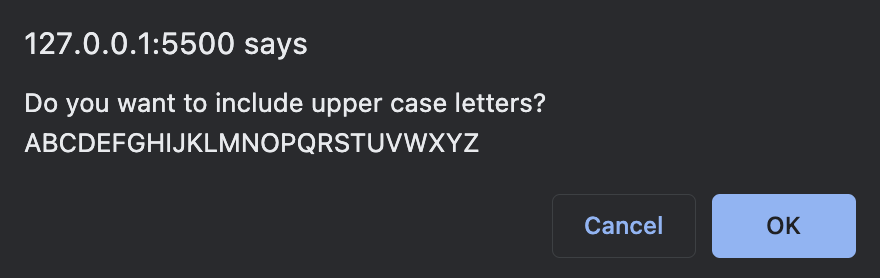 127.0.0.1:5500 says
Do you want to include upper case letters?
ABCDEFGHIJKLMNOPQRSTUVWXYZ
Cancel
OK